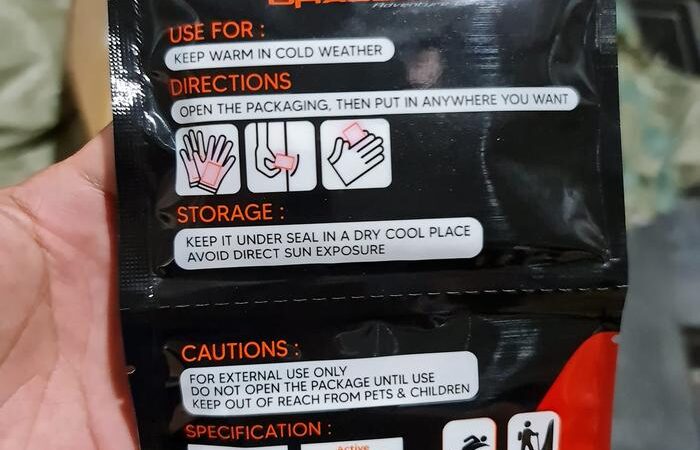 Adventure
USE FOR :
KEEP WARM IN COLD WEATHER
DIRECTIONS
OPEN THE PACKAGING, THEN PUT IN ANYWHERE YOU WANT
STORAGE :
KEEP IT UNDER SEAL IN A DRY COOL PLACE
AVOID DIRECT SUN EXPOSURE
CAUTIONS :
FOR EXTERNAL USE ONLY
DO NOT OPEN THE PACKAGE UNTIL USE
KEEP OUT OF REACH FROM PETS & CHILDREN
SPECIFICATION :
Active